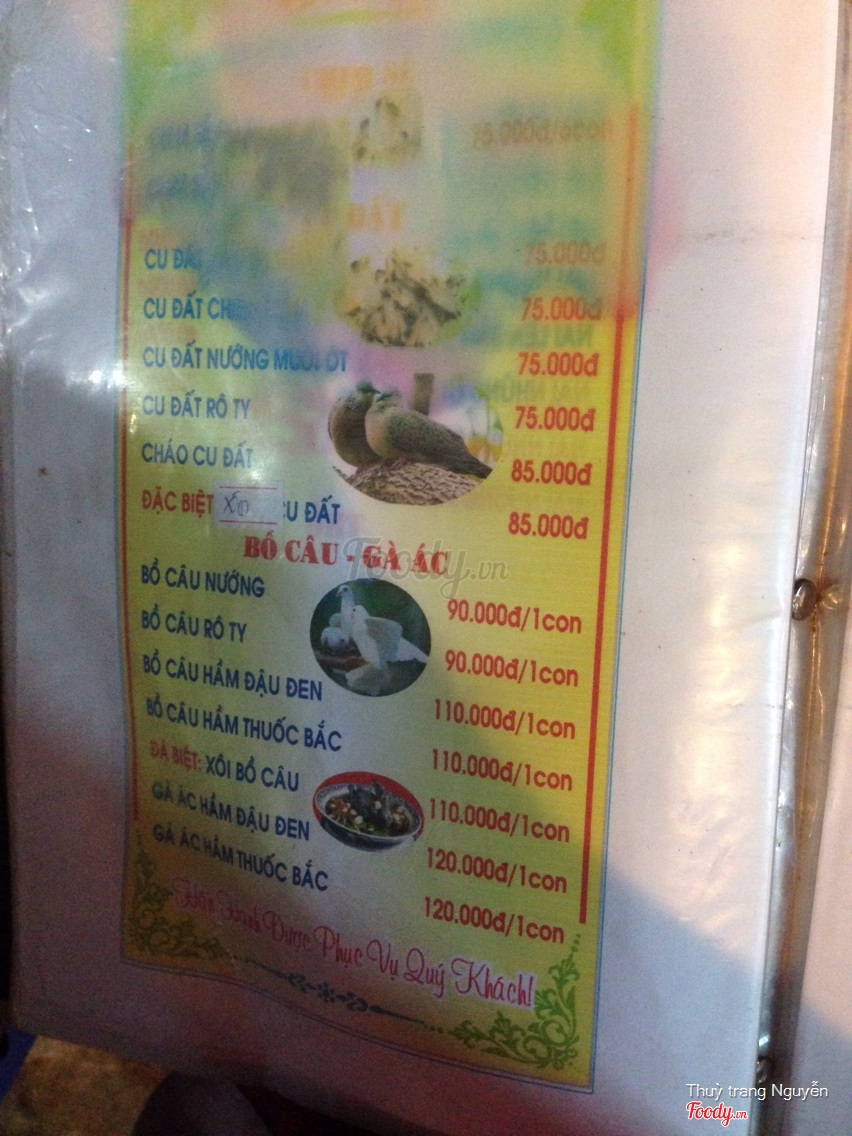 75.000đ
CU ĐẤT 75.000đ
CU ĐẤT NƯỚNG MUỐI ỚT 75.000đ
CU ĐẤT RÔ TY 75.000đ
CHÁO CU ĐẤT 85.000đ
ĐẶC BIỆT CU ĐẤT 85.000đ
BỒ CÂU - GÀ ÁC
BỒ CÂU NƯỚNG 90.000đ/1con
BỒ CÂU RÔ TY 90.000đ/1con
BỒ CÂU HẦM ĐẬU ĐEN 110.000đ/1con
BỒ CÂU HẦM THUỐC BẮC 110.000đ/1con
ĐẶ BIỆT: XÔI BỒ CÂU 110.000đ/1con
GÀ ÁC HẦM ĐẬU ĐEN 120.000đ/1con
GÀ ÁC HẦM THUỐC BẮC 120.000đ/1con
Hân Hạnh Được Phục Vụ Quý Khách!
Foody.vn
Thuỳ trang Nguyễn
Foody.vn